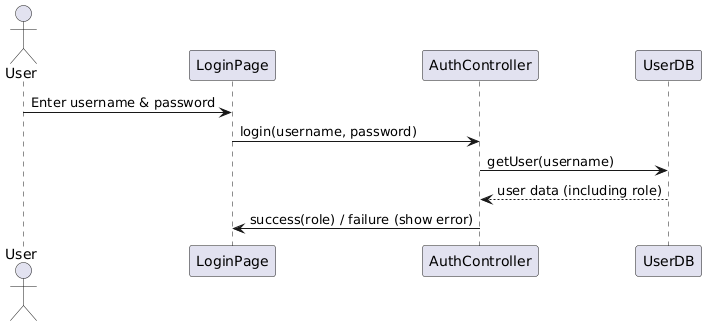 User
LoginPage
AuthController
UserDB
Enter username & password
login(username, password)
getUser(username)
user data (including role)
success(role) / failure (show error)
User
LoginPage
AuthController
UserDB